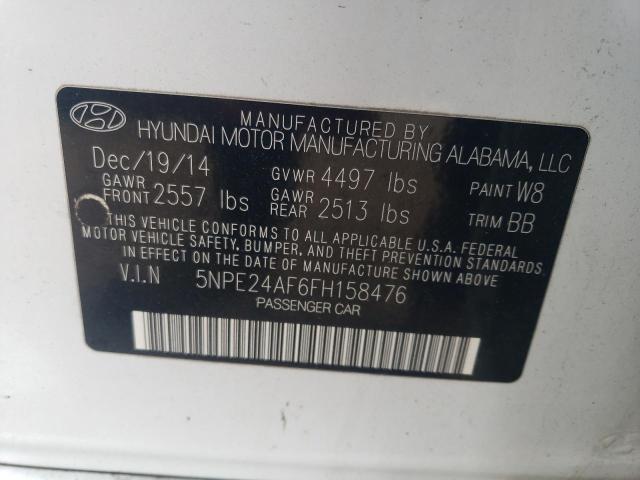 MANUFACTURED BY
HYUNDAI MOTOR MANUFACTURING ALABAMA, LLC
Dec/19/14 GVWR 4497 lbs PAINT W8
GAWR FRONT 2557 lbs GAWR REAR 2513 lbs TRIM BB
THIS VEHICLE CONFORMS TO ALL APPLICABLE U.S.A. FEDERAL
MOTOR VEHICLE SAFETY, BUMPER, AND THEFT PREVENTION STANDARDS
IN EFFECT ON THE DATE OF MANUFACTURE SHOWN ABOVE.
V.I.N 5NPE24AF6FH158476
PASSENGER CAR